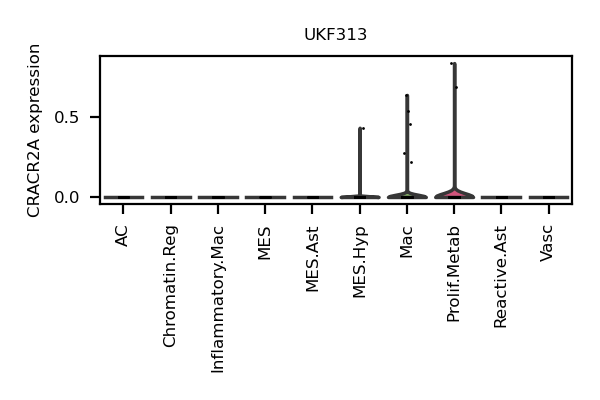 UKF313
CRACR2A expression
0.5
0.0
AC
Chromatin.Reg
Inflammatory.Mac
MES
MES.Ast
MES.Hyp
Mac
Prolif.Metab
Reactive.Ast
Vasc